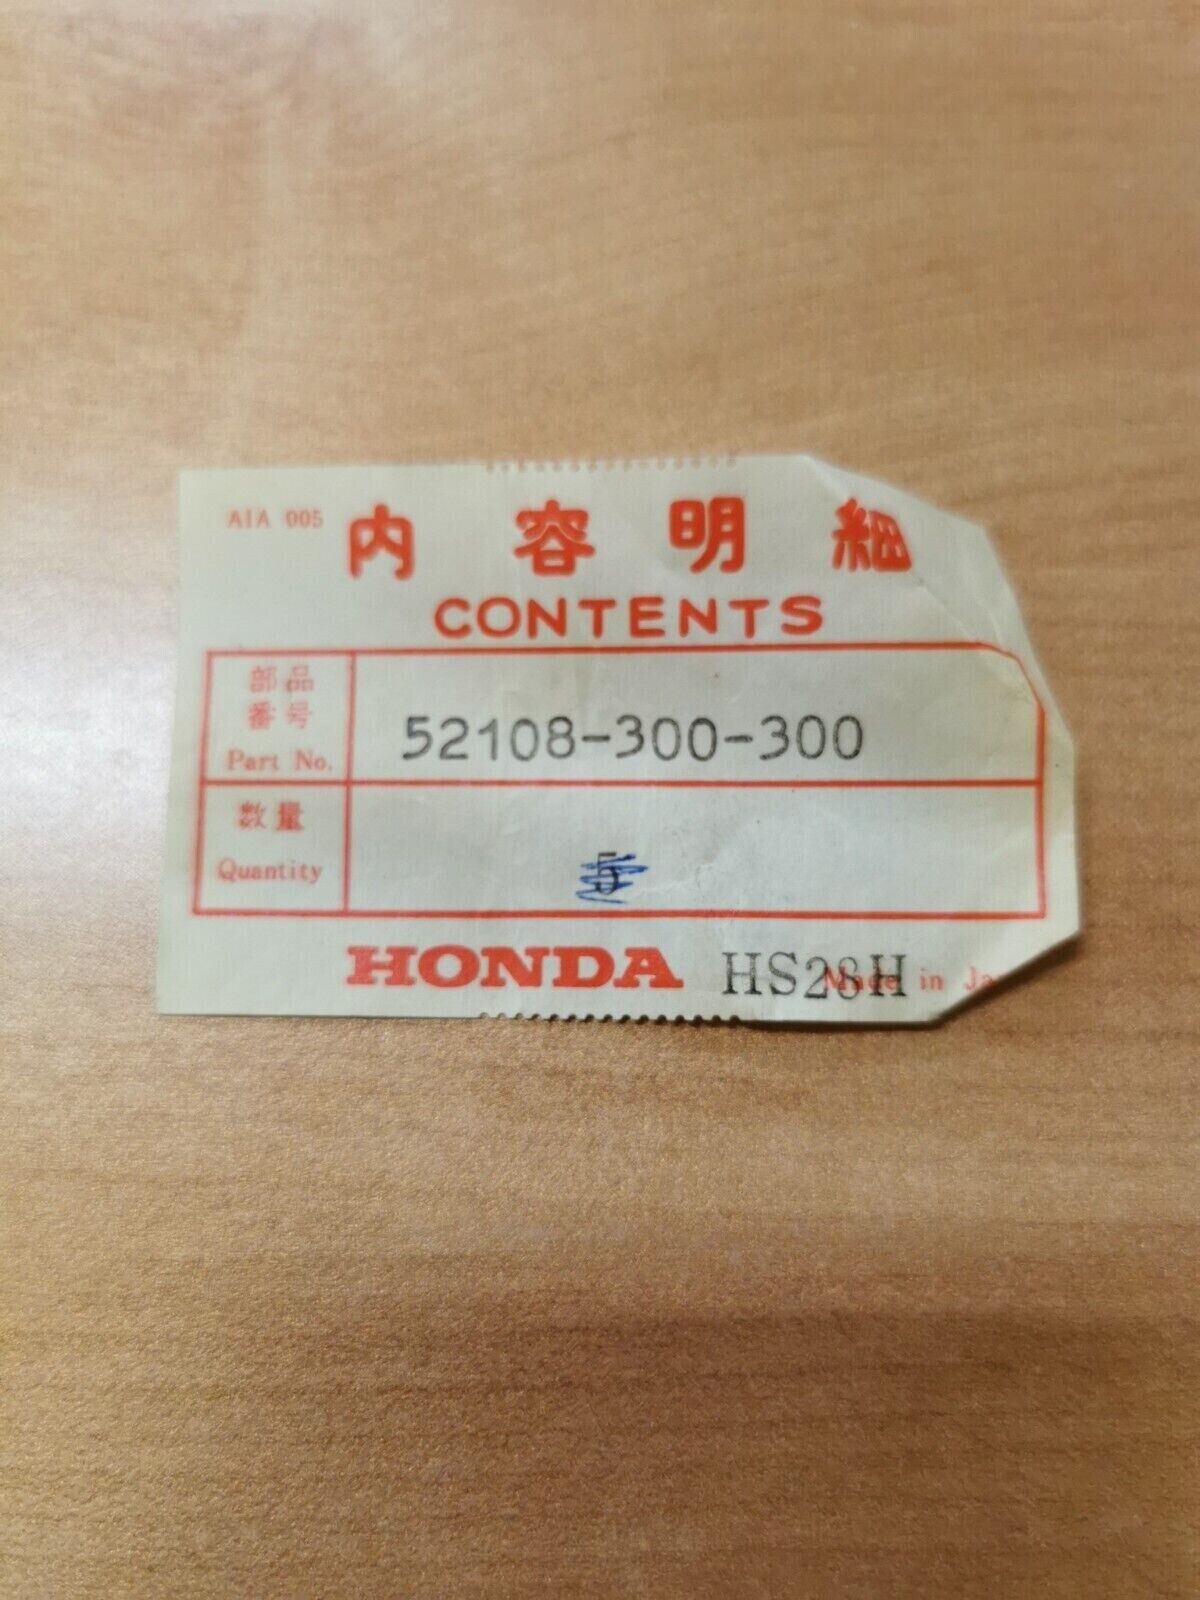 A1A 005
内容明細
CONTENTS
部品
番号
Part No.
52108-300-300
数量
Quantity
5
HONDA HS28H Made in Ja